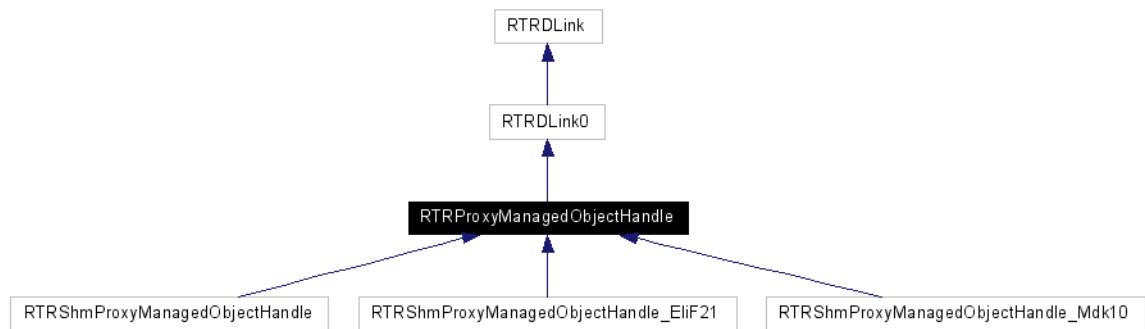 RTRDLink
RTRDLink0
RTRProxyManagedObjectHandle
RTRShmProxyManagedObjectHandle
RTRShmProxyManagedObjectHandle_EliF21
RTRShmProxyManagedObjectHandle_Mdk10